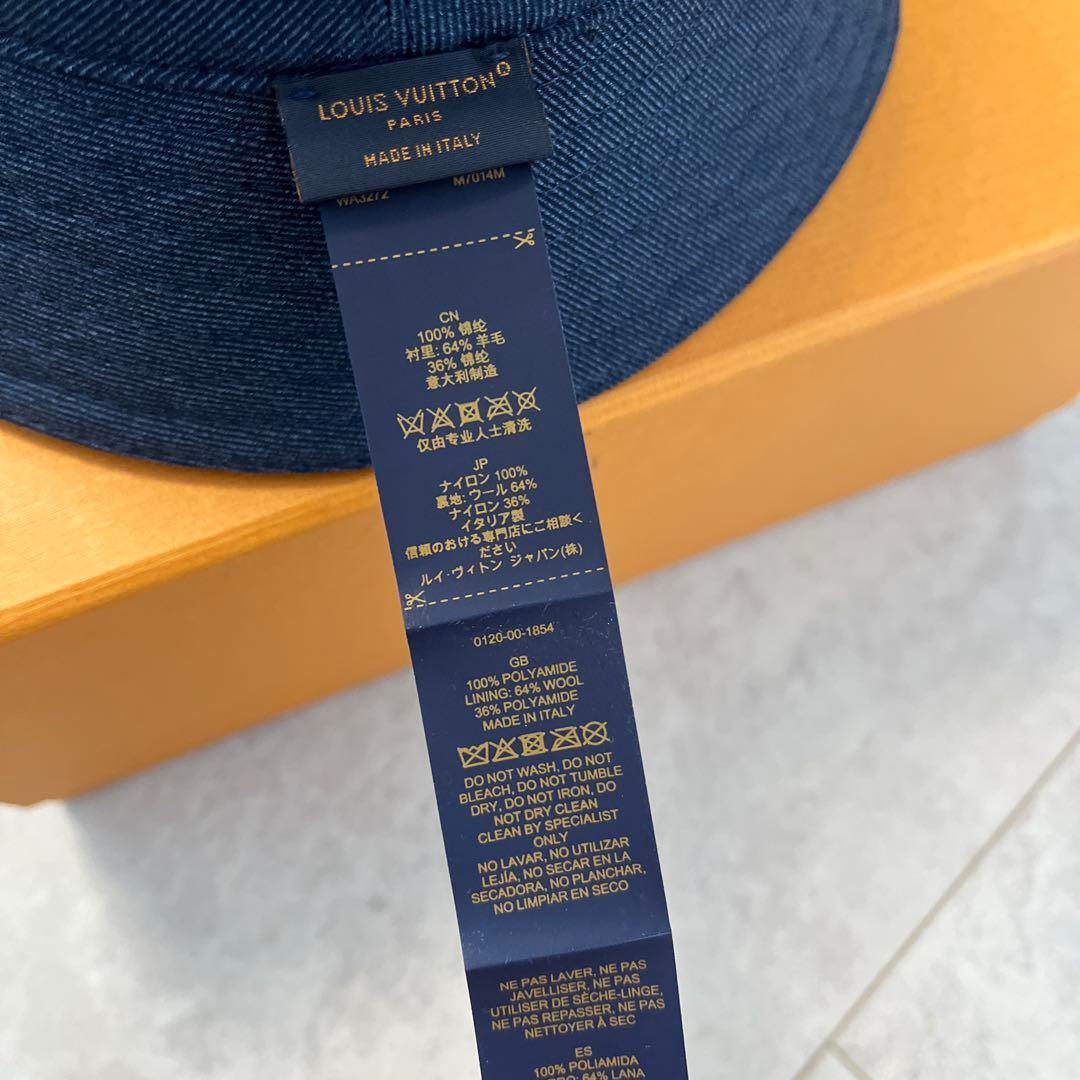 LOUIS VUITTON®
PARIS
MADE IN ITALY
WA3272 M7014M
CN
100% 锦纶
衬里: 64% 羊毛
36% 锦纶
意大利制造
仅由专业人士清洗
JP
ナイロン 100%
裏地: ウール 64%
ナイロン 36%
イタリア製
信頼のおける専門店にご相談く
ださい
ルイ·ヴィトン ジャパン(株)
0120-00-1854
GB
100% POLYAMIDE
LINING: 64% WOOL
36% POLYAMIDE
MADE IN ITALY
DO NOT WASH, DO NOT
BLEACH, DO NOT TUMBLE
DRY, DO NOT IRON, DO
NOT DRY CLEAN
CLEAN BY SPECIALIST
ONLY
NO LAVAR, NO UTILIZAR
LEJÍA, NO SECAR EN LA
SECADORA, NO PLANCHAR,
NO LIMPIAR EN SECO
NE PAS LAVER, NE PAS
JAVELLISER, NE PAS
UTILISER DE SÈCHE-LINGE,
NE PAS REPASSER, NE PAS
NETTOYER À SEC
ES
100% POLIAMIDA
64% LANA